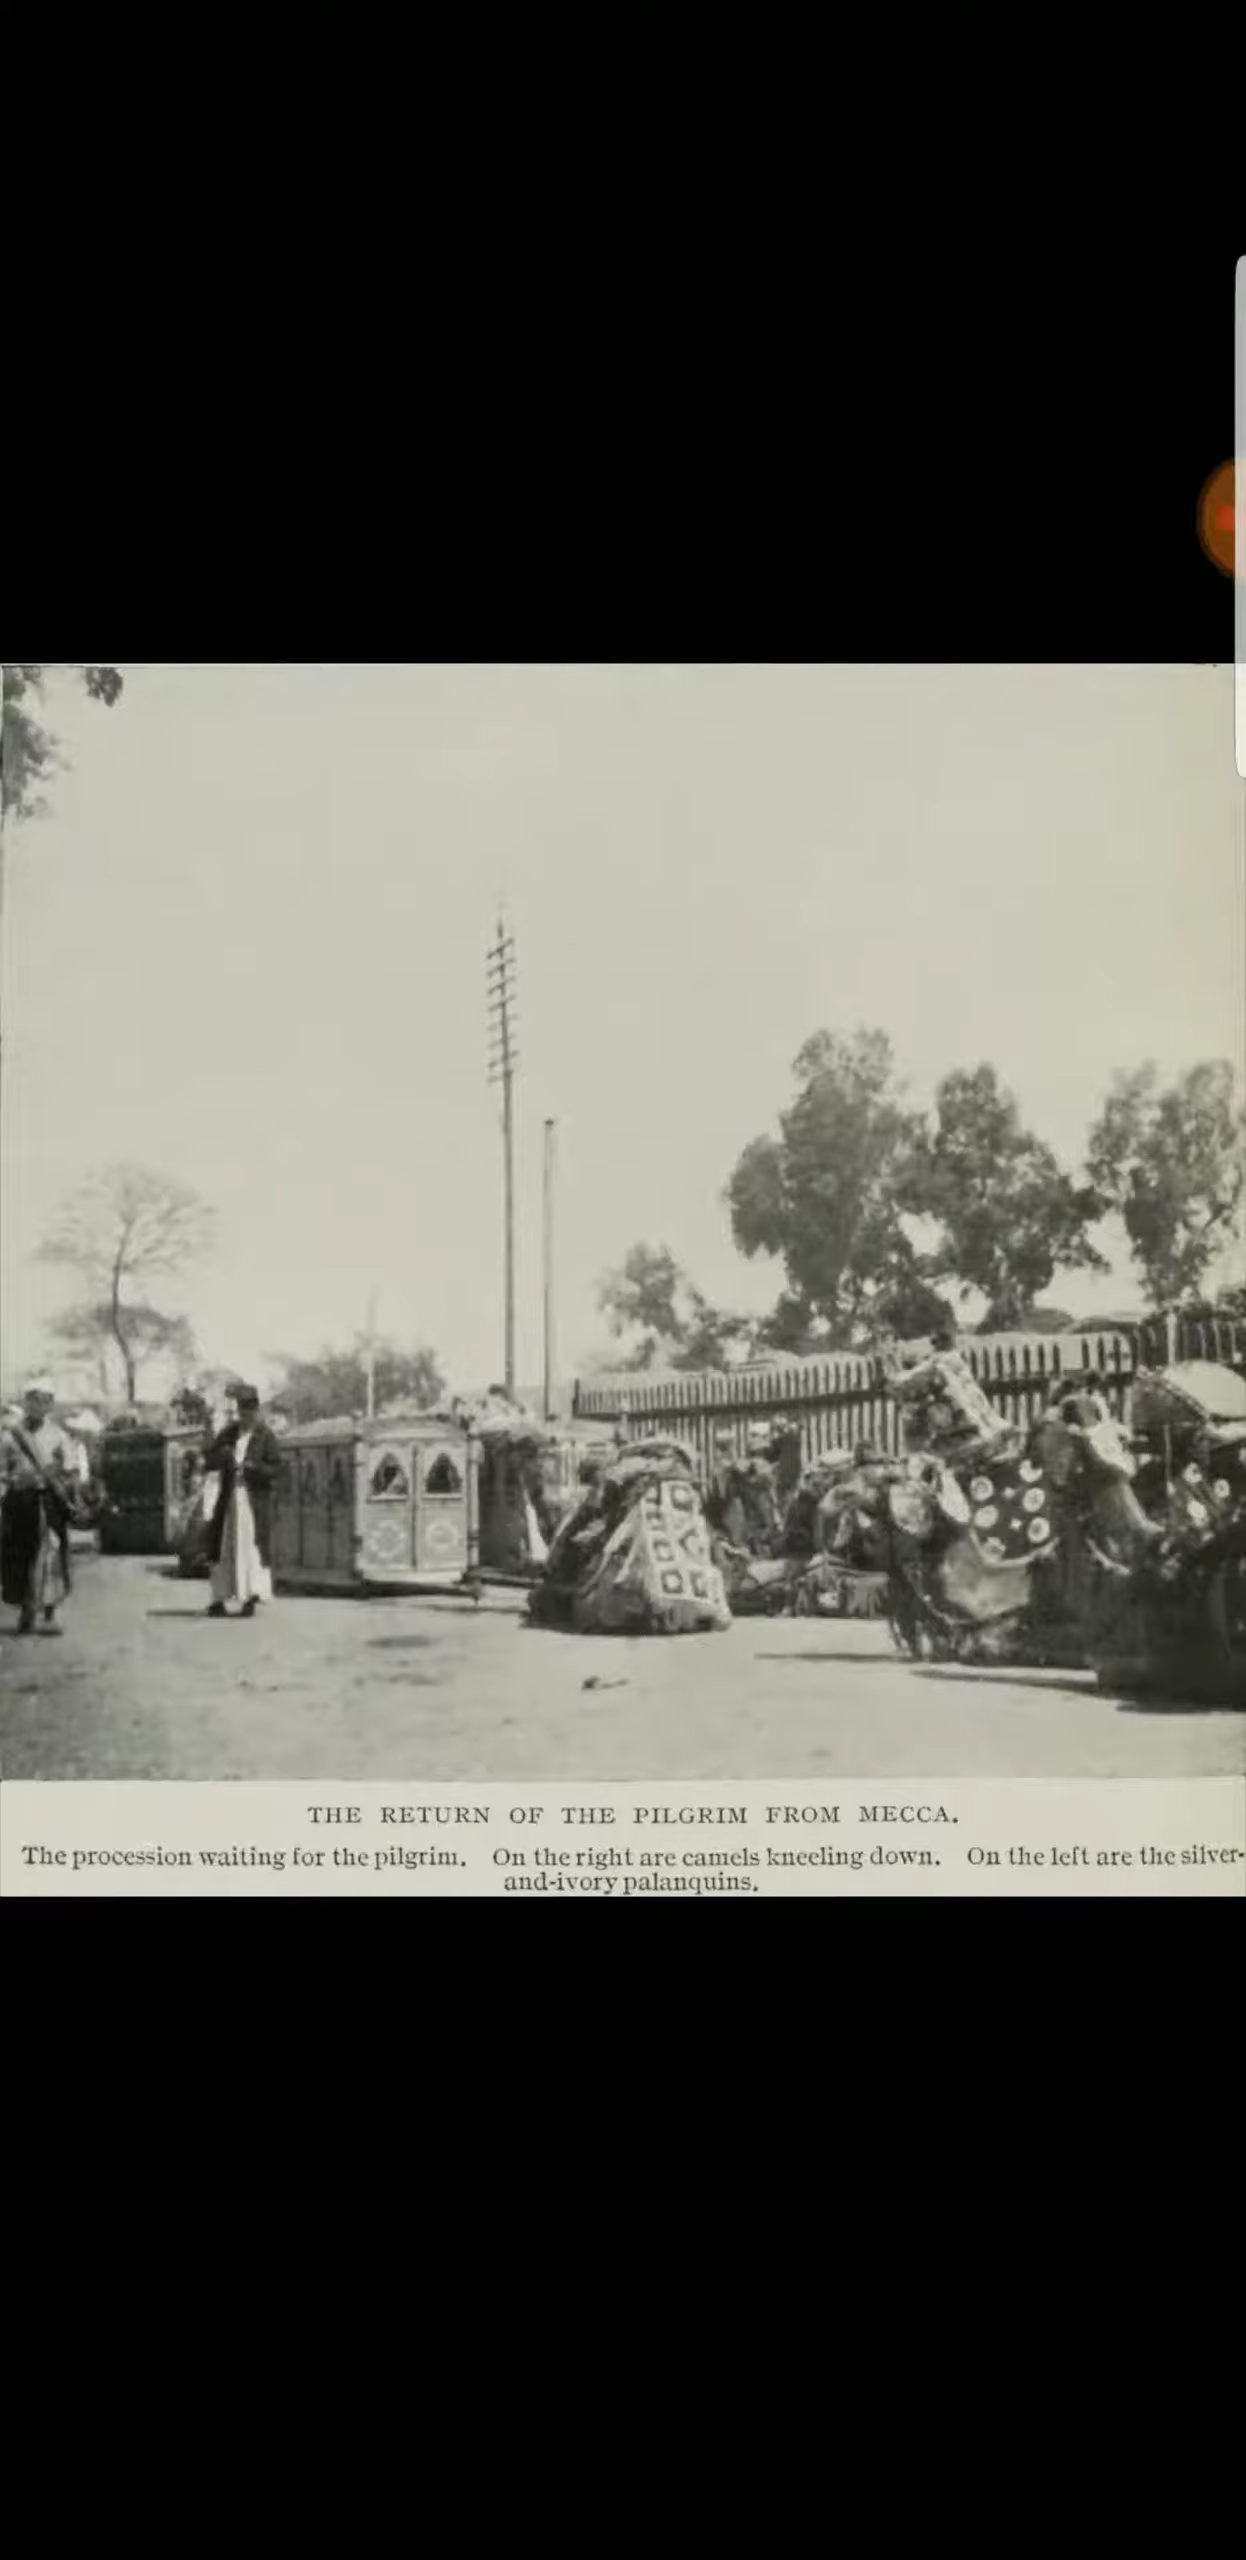 THE RETURN OF THE PILGRIM FROM MECCA.
The procession waiting for the pilgrim. On the right are camels kneeling down. On the left are the silver-
and-ivory palanquins.